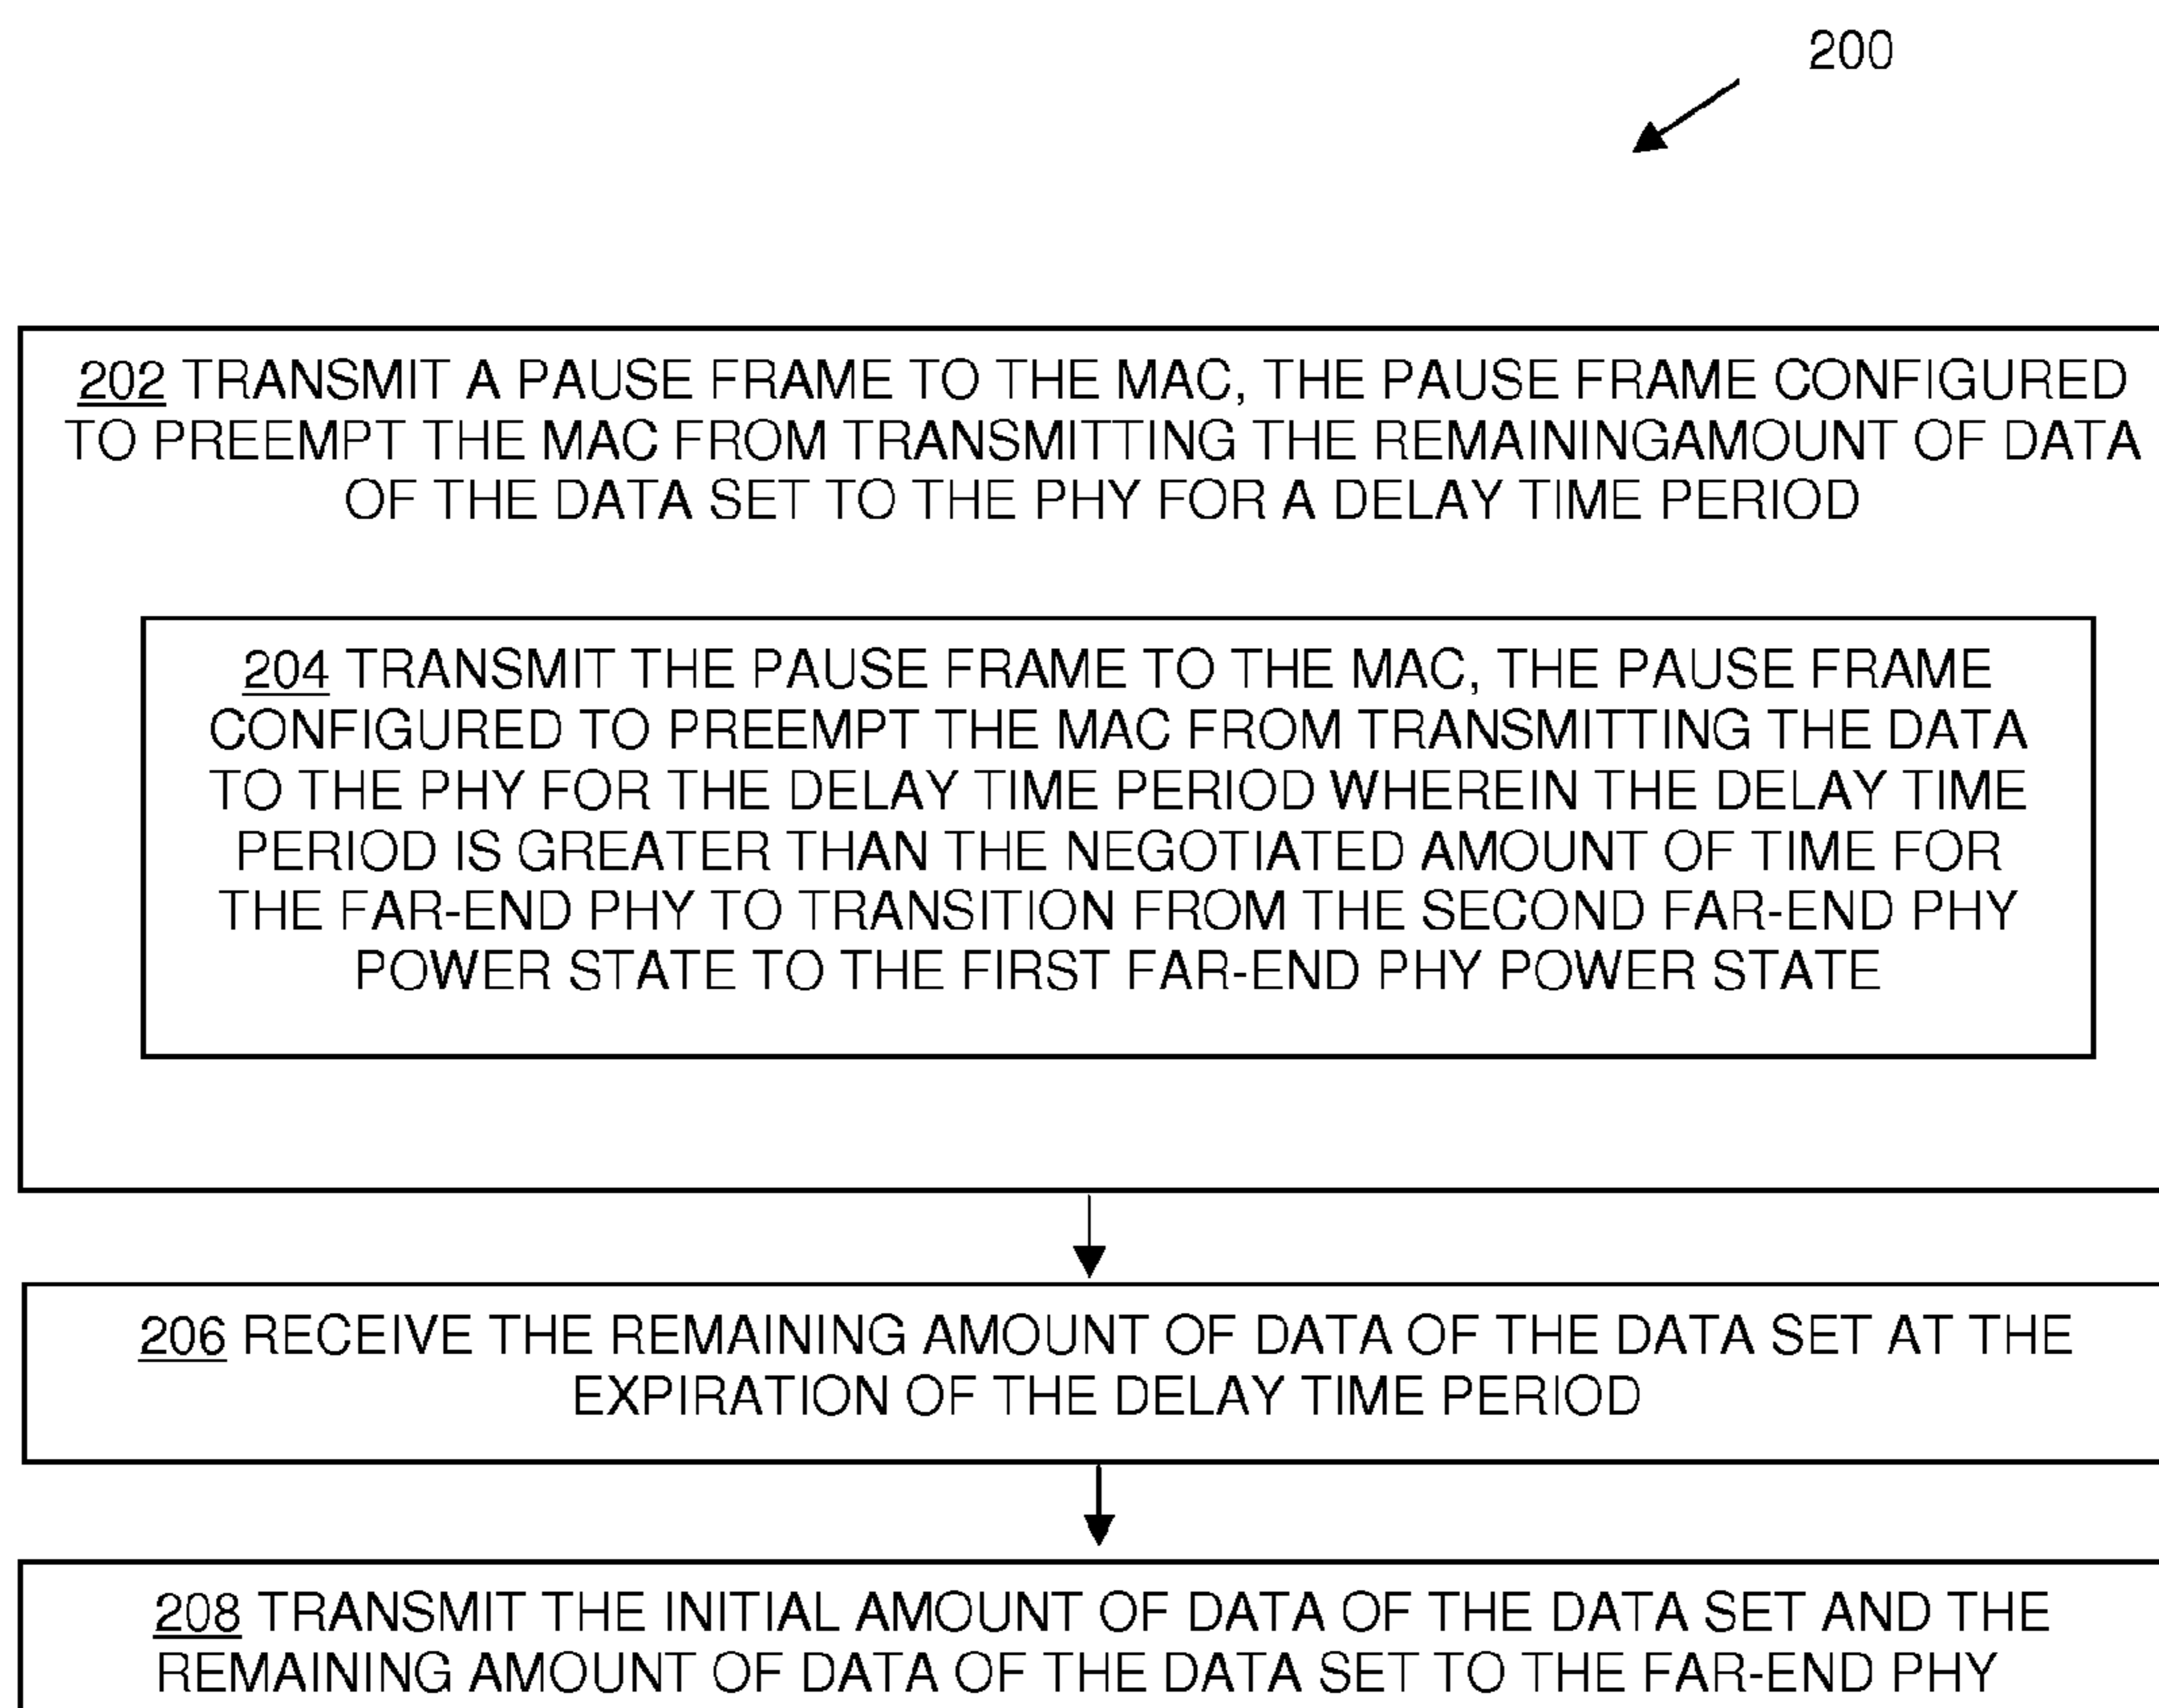 200
202 TRANSMIT A PAUSE FRAME TO THE MAC, THE PAUSE FRAME CONFIGURED
TO PREEMPT THE MAC FROM TRANSMITTING THE REMAININGAMOUNT OF DATA
OF THE DATA SET TO THE PHY FOR A DELAY TIME PERIOD
204 TRANSMIT THE PAUSE FRAME TO THE MAC, THE PAUSE FRAME
CONFIGURED TO PREEMPT THE MAC FROM TRANSMITTING THE DATA
TO THE PHY FOR THE DELAY TIME PERIOD WHEREIN THE DELAY TIME
PERIOD IS GREATER THAN THE NEGOTIATED AMOUNT OF TIME FOR
THE FAR-END PHY TO TRANSITION FROM THE SECOND FAR-END PHY
POWER STATE TO THE FIRST FAR-END PHY POWER STATE
206 RECEIVE THE REMAINING AMOUNT OF DATA OF THE DATA SET AT THE
EXPIRATION OF THE DELAY TIME PERIOD
208 TRANSMIT THE INITIAL AMOUNT OF DATA OF THE DATA SET AND THE
REMAINING AMOUNT OF DATA OF THE DATA SET TO THE FAR-END PHY